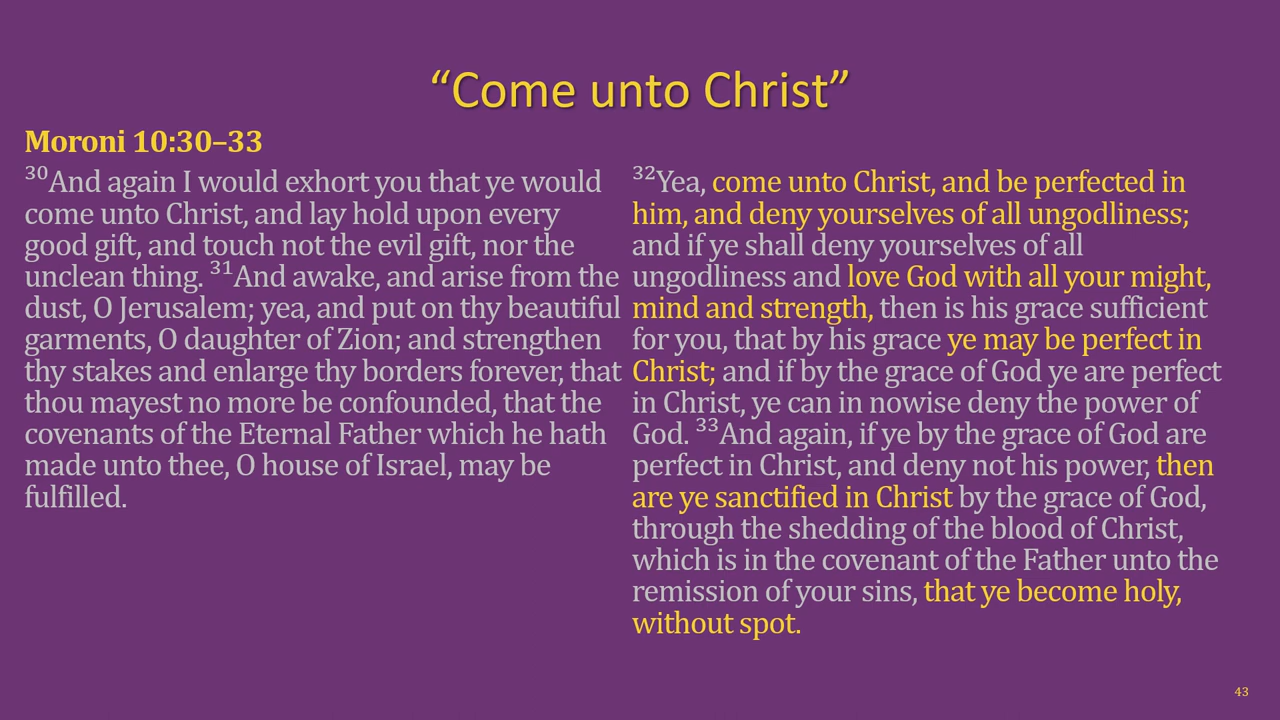 “Come unto Christ”
Moroni 10:30–33
³⁰And again I would exhort you that ye would
come unto Christ, and lay hold upon every
good gift, and touch not the evil gift, nor the
unclean thing. ³¹And awake, and arise from the
dust, O Jerusalem; yea, and put on thy beautiful
garments, O daughter of Zion; and strengthen
thy stakes and enlarge thy borders forever, that
thou mayest no more be confounded, that the
covenants of the Eternal Father which he hath
made unto thee, O house of Israel, may be
fulfilled.
³²Yea, come unto Christ, and be perfected in
him, and deny yourselves of all ungodliness;
and if ye shall deny yourselves of all
ungodliness and love God with all your might,
mind and strength, then is his grace sufficient
for you, that by his grace ye may be perfect in
Christ; and if by the grace of God ye are perfect
in Christ, ye can in nowise deny the power of
God. ³³And again, if ye by the grace of God are
perfect in Christ, and deny not his power, then
are ye sanctified in Christ by the grace of God,
through the shedding of the blood of Christ,
which is in the covenant of the Father unto the
remission of your sins, that ye become holy,
without spot.
43